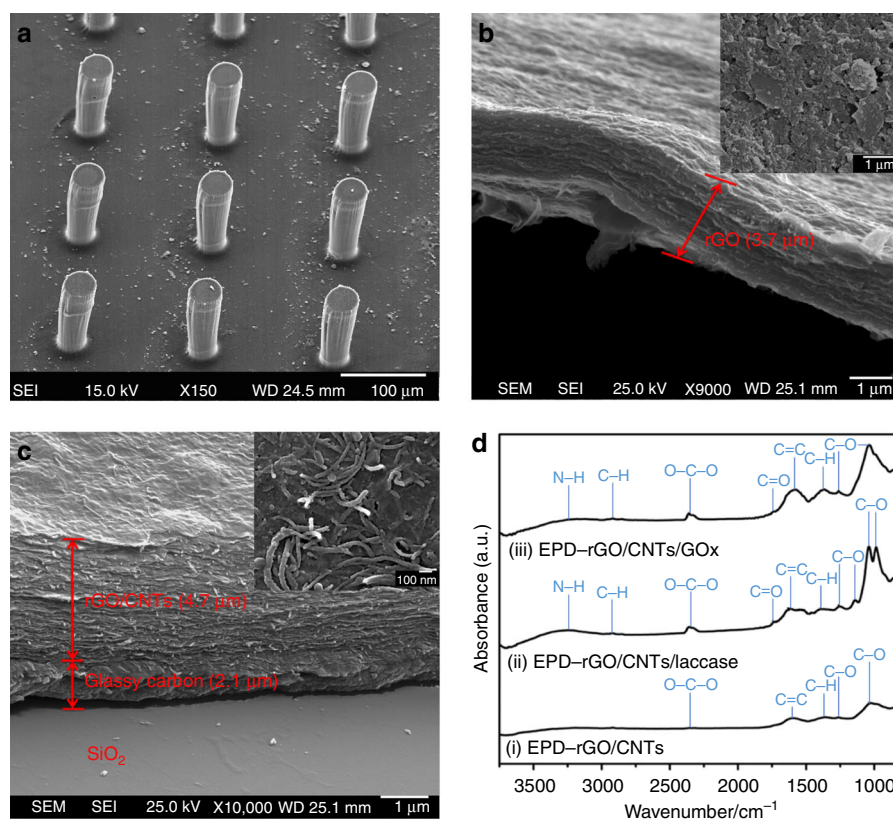 a
SEI 15.0 kV X150 WD 24.5 mm 100 μm
b
1 μm
rGO (3.7 μm)
SEM SEI 25.0 kV X9000 WD 25.1 mm 1 μm
c
100 nm
rGO/CNTs (4.7 μm)
Glassy carbon (2.1 μm)
SiO₂
SEM SEI 25.0 kV X10,000 WD 25.1 mm 1 μm
d
N–H C–H O–C–O C=O C=C C–H C–O
(iii) EPD–rGO/CNTs/GOx
N–H C–H O–C–O C=O C=C C–H C–O C–O
(ii) EPD–rGO/CNTs/laccase
O–C–O C=C C–H C–O C–O
(i) EPD–rGO/CNTs
Absorbance (a.u.)
3500 3000 2500 2000 1500 1000
Wavenumber/cm⁻¹